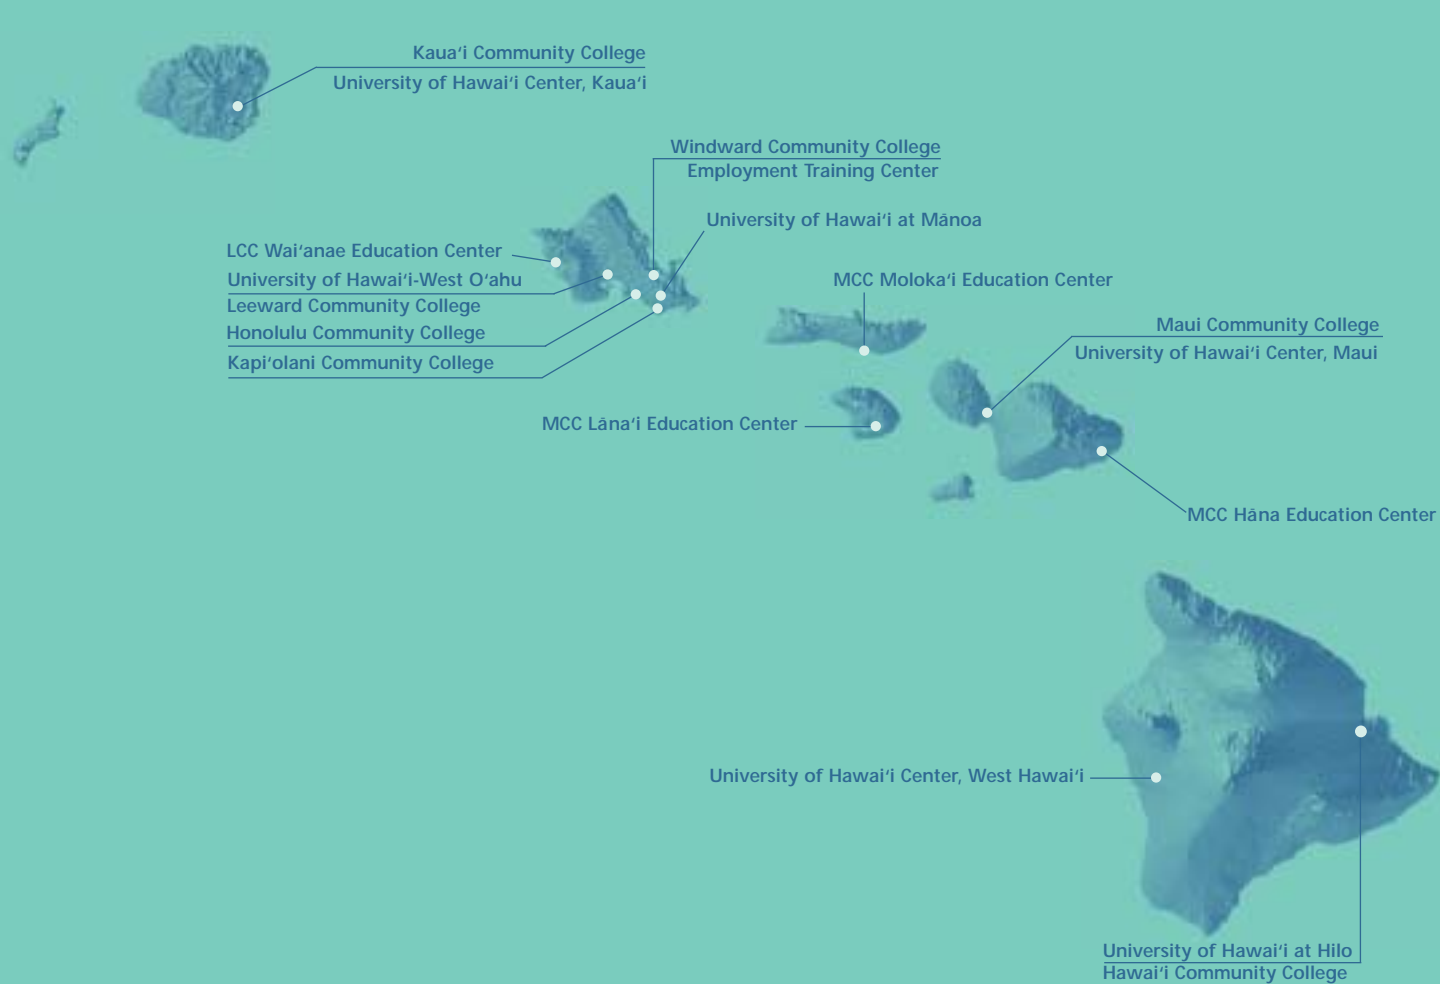 Kaua‘i Community College
University of Hawai‘i Center, Kaua‘i
Windward Community College
Employment Training Center
University of Hawai‘i at Mānoa
LCC Wai‘anae Education Center
University of Hawai‘i-West O‘ahu
Leeward Community College
Honolulu Community College
Kapi‘olani Community College
MCC Moloka‘i Education Center
Maui Community College
University of Hawai‘i Center, Maui
MCC Lāna‘i Education Center
MCC Hāna Education Center
University of Hawai‘i Center, West Hawai‘i
University of Hawai‘i at Hilo
Hawai‘i Community College